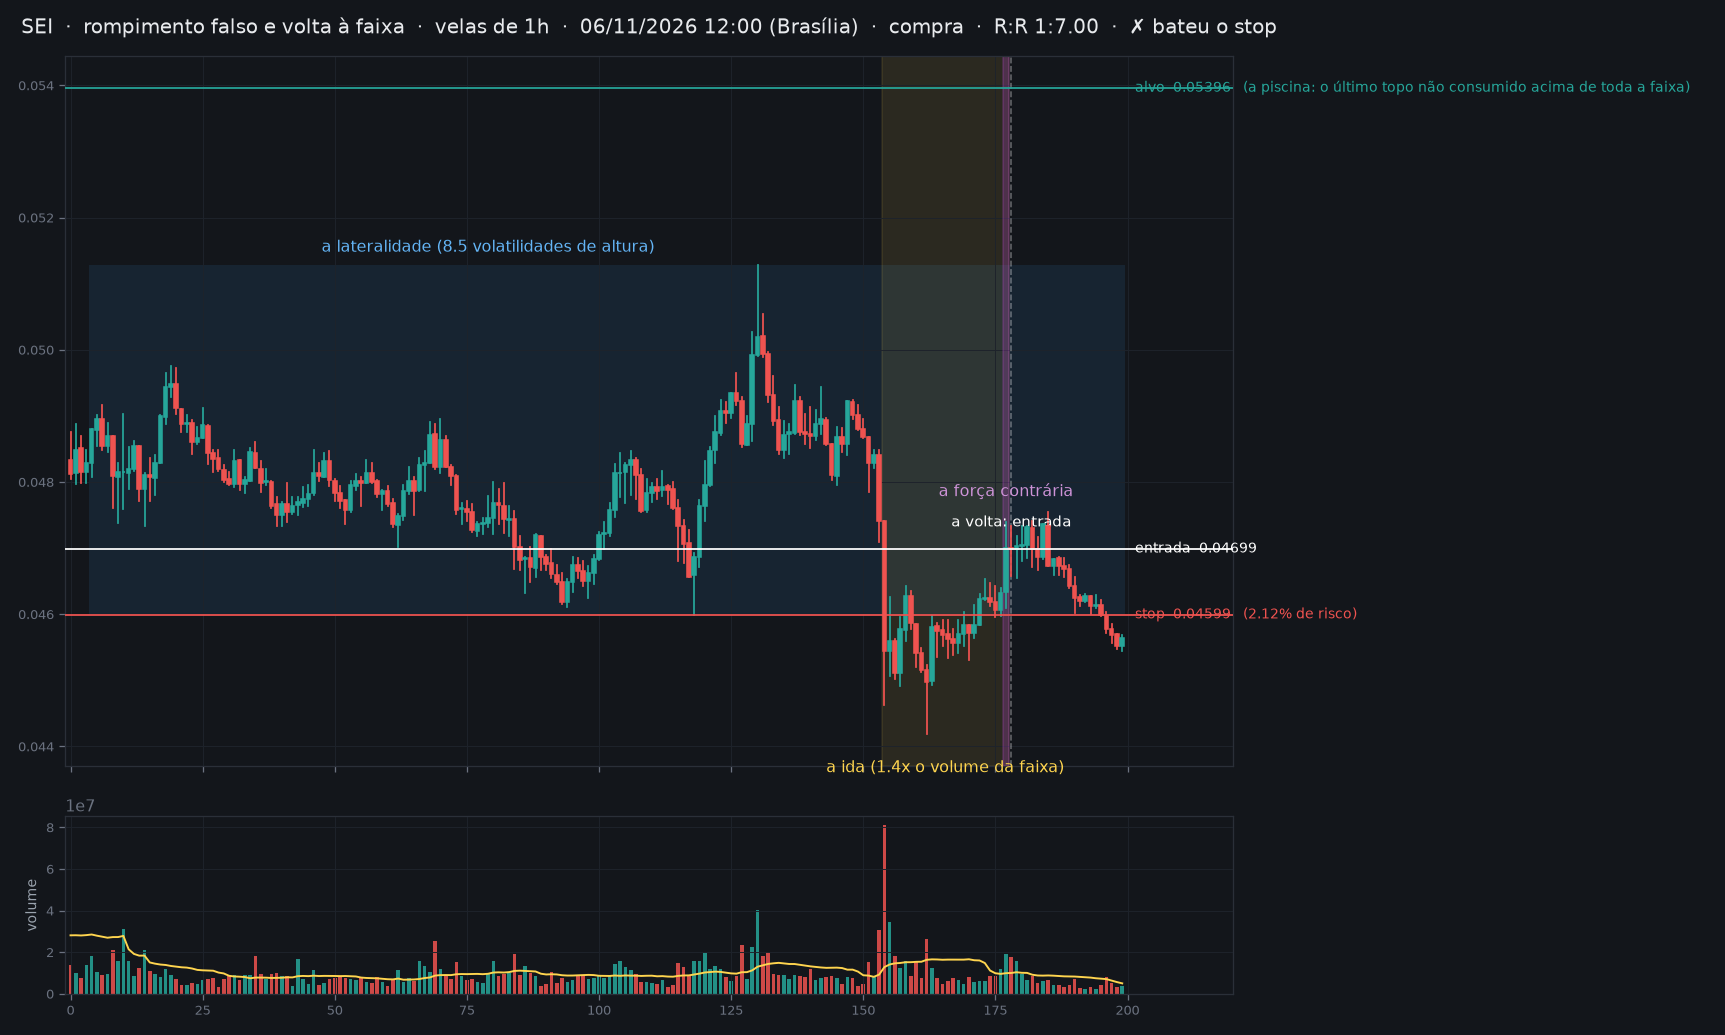 SEI · rompimento falso e volta à faixa · velas de 1h · 06/11/2026 12:00 (Brasília) · compra · R:R 1:7.00 · ✗ bateu o stop
0.054
alvo 0.05396 (a piscina: o último topo não consumido acima de toda a faixa)
0.052
a lateralidade (8.5 volatilidades de altura)
0.050
0.048
a força contrária
a volta: entrada
entrada 0.04699
0.046
stop 0.04599 (2.12% de risco)
0.044
a ida (1.4x o volume da faixa)
1e7
8
6
4
2
0
volume
0 25 50 75 100 125 150 175 200